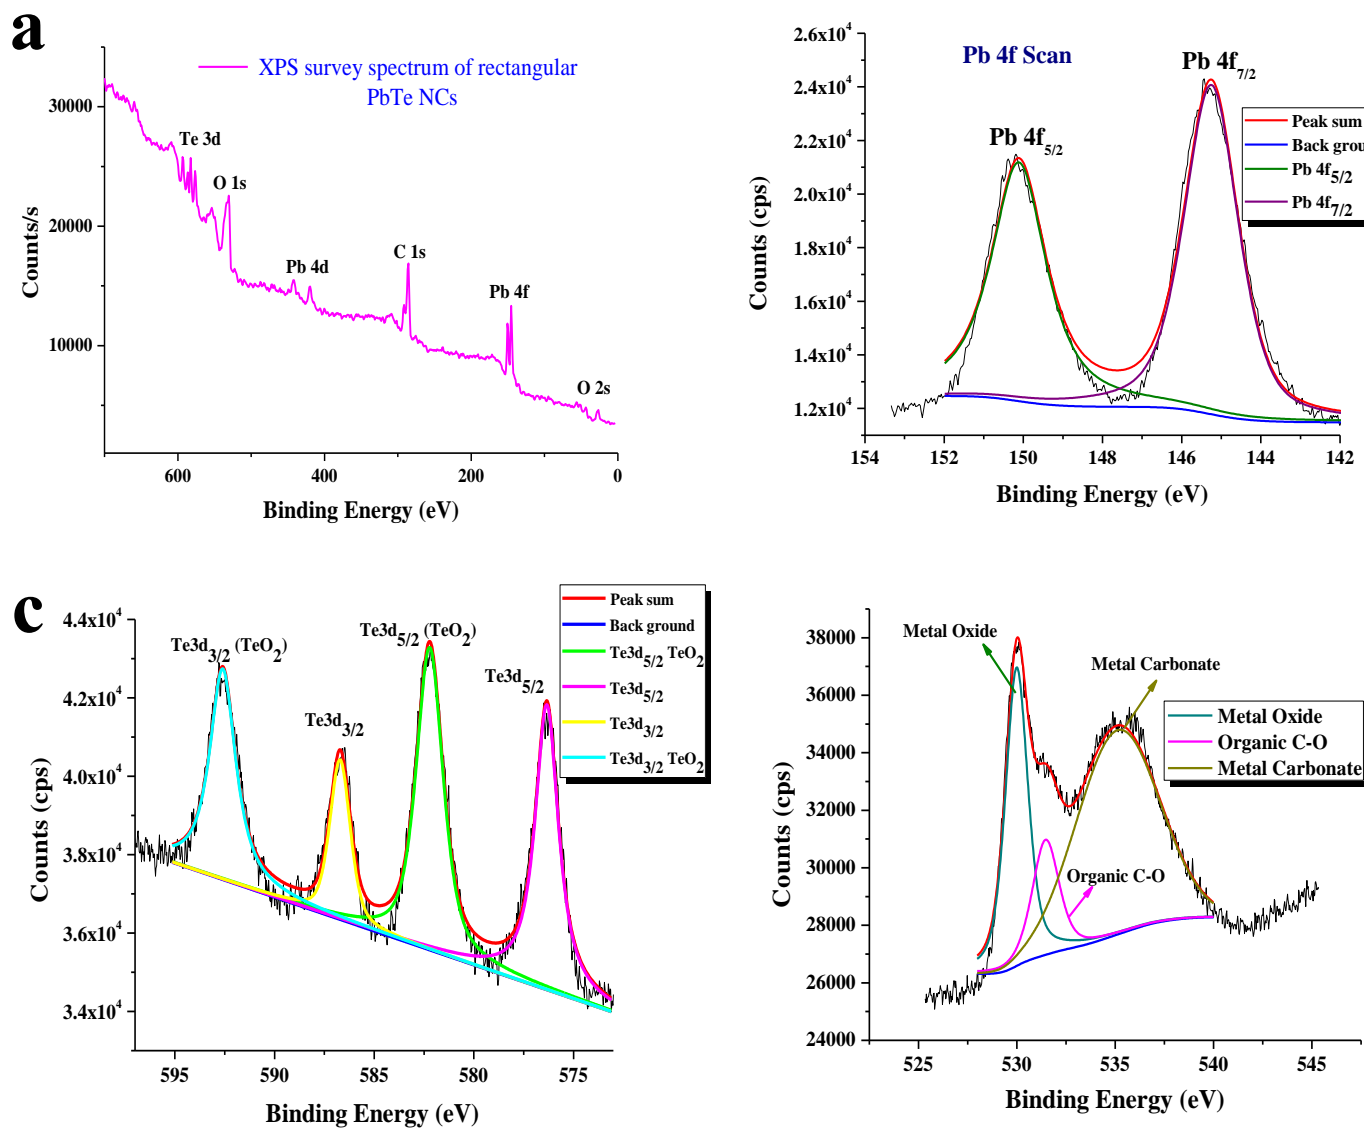 a
XPS survey spectrum of rectangular
PbTe NCs
Te 3d
O 1s
Pb 4d
C 1s
Pb 4f
O 2s
30000
20000
10000
Counts/s
600
400
200
0
Binding Energy (eV)
Pb 4f Scan
Pb 4f5/2
Pb 4f7/2
Peak sum
Back grou
Pb 4f5/2
Pb 4f7/2
2.6x10^4
2.4x10^4
2.2x10^4
2.0x10^4
1.8x10^4
1.6x10^4
1.4x10^4
1.2x10^4
Counts (cps)
154
152
150
148
146
144
142
Binding Energy (eV)
c
Te3d3/2 (TeO2)
Te3d3/2
Te3d5/2 (TeO2)
Te3d5/2
Peak sum
Back ground
Te3d5/2 TeO2
Te3d5/2
Te3d3/2
Te3d3/2 TeO2
4.4x10^4
4.2x10^4
4.0x10^4
3.8x10^4
3.6x10^4
3.4x10^4
Counts (cps)
595
590
585
580
575
Binding Energy (eV)
Metal Oxide
Metal Carbonate
Organic C-O
Metal Oxide
Organic C-O
Metal Carbonate
38000
36000
34000
32000
30000
28000
26000
24000
Counts (cps)
525
530
535
540
545
Binding Energy (eV)